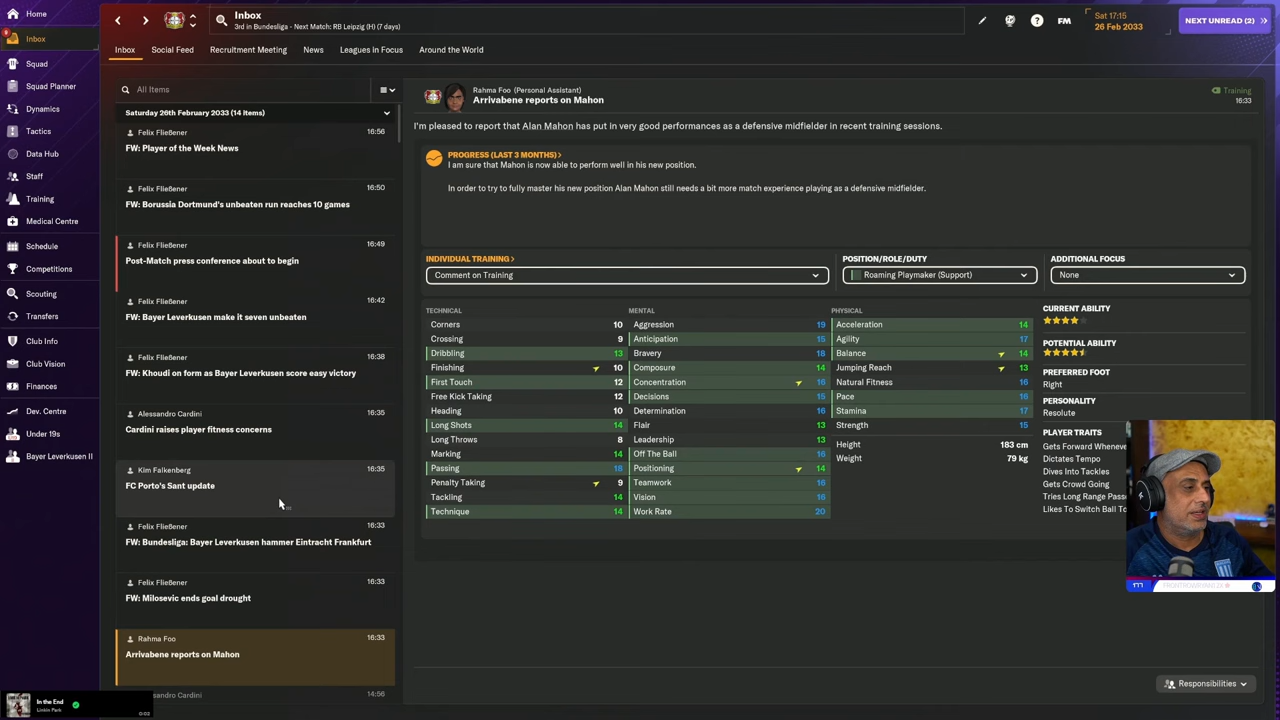 Home
Inbox
Squad
Squad Planner
Dynamics
Tactics
Data Hub
Staff
Training
Medical Centre
Schedule
Competitions
Scouting
Transfers
Club Info
Club Vision
Finances
Dev. Centre
Under 19s
Bayer Leverkusen II
In the End
Linkin Park
0:02
Inbox
3rd in Bundesliga - Next Match: RB Leipzig (H) (7 days)
FM
Sat 17:15
26 Feb 2033
NEXT UNREAD (2)
Inbox
Social Feed
Recruitment Meeting
News
Leagues in Focus
Around the World
All Items
Saturday 26th February 2033 (14 Items)
Felix Fließener 16:56
FW: Player of the Week News
Felix Fließener 16:50
FW: Borussia Dortmund's unbeaten run reaches 10 games
Felix Fließener 16:49
Post-Match press conference about to begin
Felix Fließener 16:42
FW: Bayer Leverkusen make it seven unbeaten
Felix Fließener 16:38
FW: Khoudi on form as Bayer Leverkusen score easy victory
Alessandro Cardini 16:35
Cardini raises player fitness concerns
Kim Falkenberg 16:35
FC Porto's Sant update
Felix Fließener 16:33
FW: Bundesliga: Bayer Leverkusen hammer Eintracht Frankfurt
Felix Fließener 16:33
FW: Milosevic ends goal drought
Rahma Foo 16:33
Arrivabene reports on Mahon
sandro Cardini 14:56
Rahma Foo (Personal Assistant)
Arrivabene reports on Mahon
Training
16:33
I'm pleased to report that Alan Mahon has put in very good performances as a defensive midfielder in recent training sessions.
PROGRESS (LAST 3 MONTHS)
I am sure that Mahon is now able to perform well in his new position.
In order to try to fully master his new position Alan Mahon still needs a bit more match experience playing as a defensive midfielder.
INDIVIDUAL TRAINING
Comment on Training
POSITION/ROLE/DUTY
Roaming Playmaker (Support)
ADDITIONAL FOCUS
None
TECHNICAL
Corners 10
Crossing 9
Dribbling 13
Finishing 10
First Touch 12
Free Kick Taking 12
Heading 10
Long Shots 14
Long Throws 8
Marking 14
Passing 18
Penalty Taking 9
Tackling 14
Technique 14
MENTAL
Aggression 19
Anticipation 15
Bravery 18
Composure 14
Concentration 16
Decisions 15
Determination 16
Flair 13
Leadership 13
Off The Ball 16
Positioning 14
Teamwork 16
Vision 16
Work Rate 20
PHYSICAL
Acceleration 14
Agility 17
Balance 14
Jumping Reach 13
Natural Fitness 16
Pace 16
Stamina 17
Strength 15
Height 183 cm
Weight 79 kg
CURRENT ABILITY
POTENTIAL ABILITY
PREFERRED FOOT
Right
PERSONALITY
Resolute
PLAYER TRAITS
Gets Forward Wheneve
Dictates Tempo
Dives Into Tackles
Gets Crowd Going
Tries Long Range Passe
Likes To Switch Ball To
Responsibilities